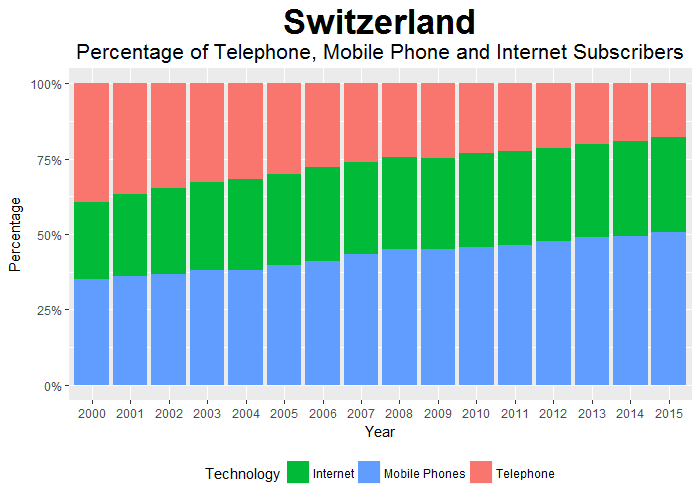 Switzerland
Percentage of Telephone, Mobile Phone and Internet Subscribers
100%
75%
50%
25%
0%
Percentage
2000 2001 2002 2003 2004 2005 2006 2007 2008 2009 2010 2011 2012 2013 2014 2015
Year
Technology Internet Mobile Phones Telephone